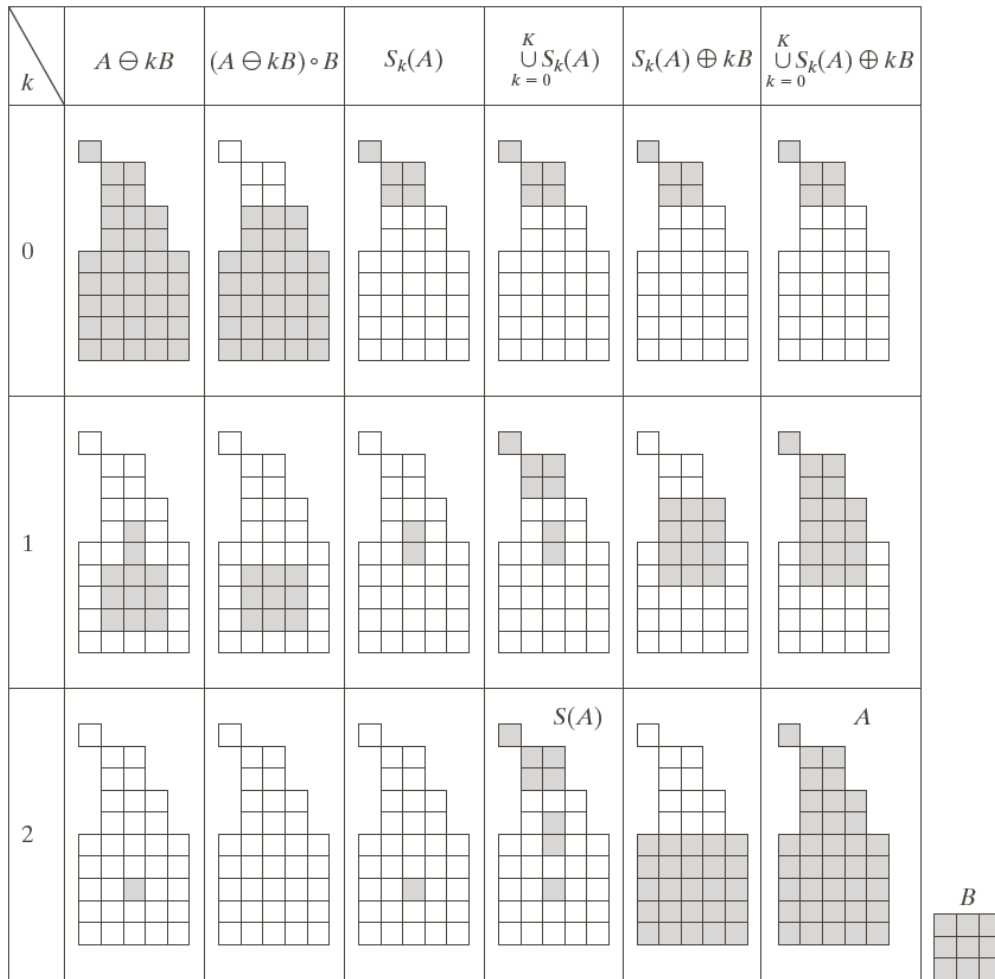 k A ⊖ kB (A ⊖ kB) ∘ B S_k(A) K ∪ k = 0 S_k(A) S_k(A) ⊕ kB K ∪ k = 0 S_k(A) ⊕ kB
0
1
S(A) A
2
B